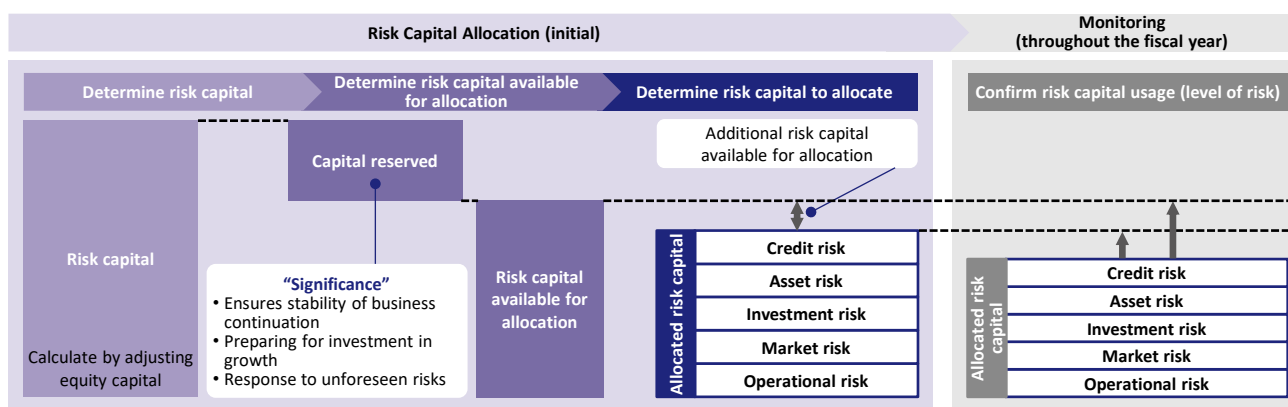 Risk Capital Allocation (initial)
Monitoring
(throughout the fiscal year)
Determine risk capital
Determine risk capital available
for allocation
Determine risk capital to allocate
Confirm risk capital usage (level of risk)
Risk capital
Calculate by adjusting
equity capital
Capital reserved
“Significance”
• Ensures stability of business
continuation
• Preparing for investment in
growth
• Response to unforeseen risks
Risk capital
available for
allocation
Additional risk capital
available for allocation
Allocated risk capital
Credit risk
Asset risk
Investment risk
Market risk
Operational risk
Allocated risk
capital
Credit risk
Asset risk
Investment risk
Market risk
Operational risk